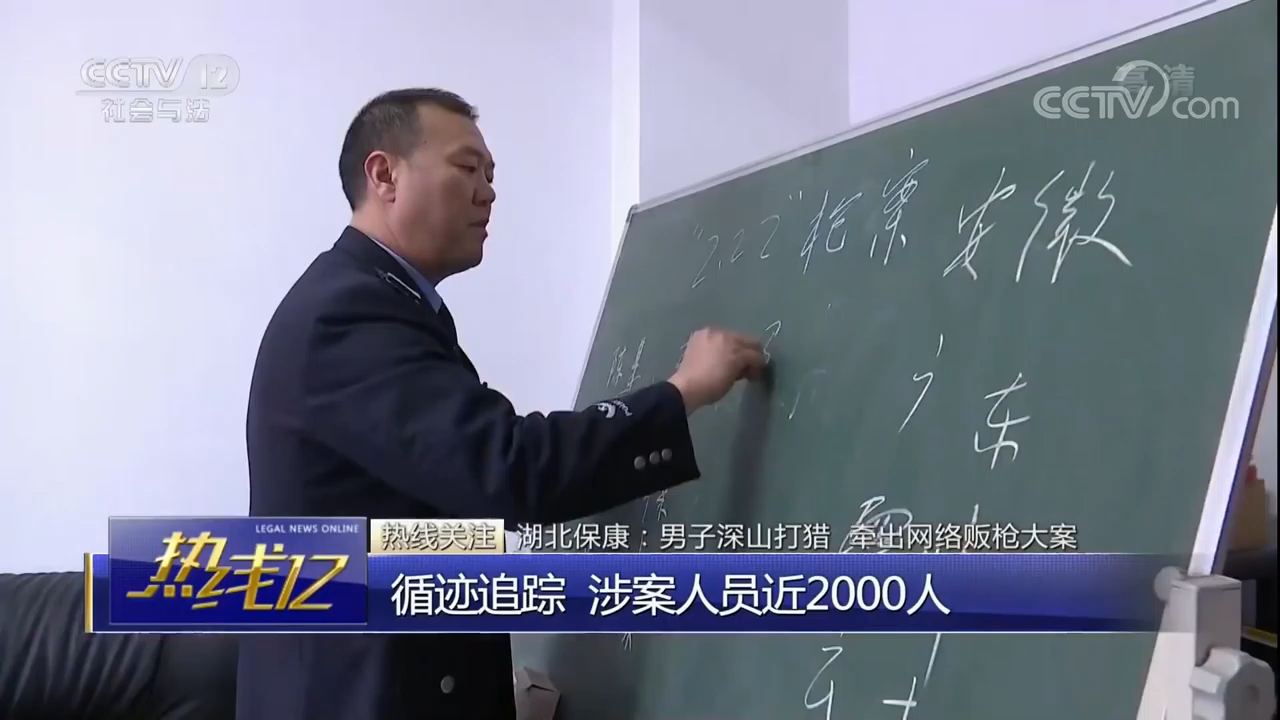 CCTV 12
社会与法
高清
CCTV com
"2.22"枪案 安徽
广东
LEGAL NEWS ONLINE
热线12
热线关注 湖北保康：男子深山打猎 牵出网络贩枪大案
循迹追踪 涉案人员近2000人